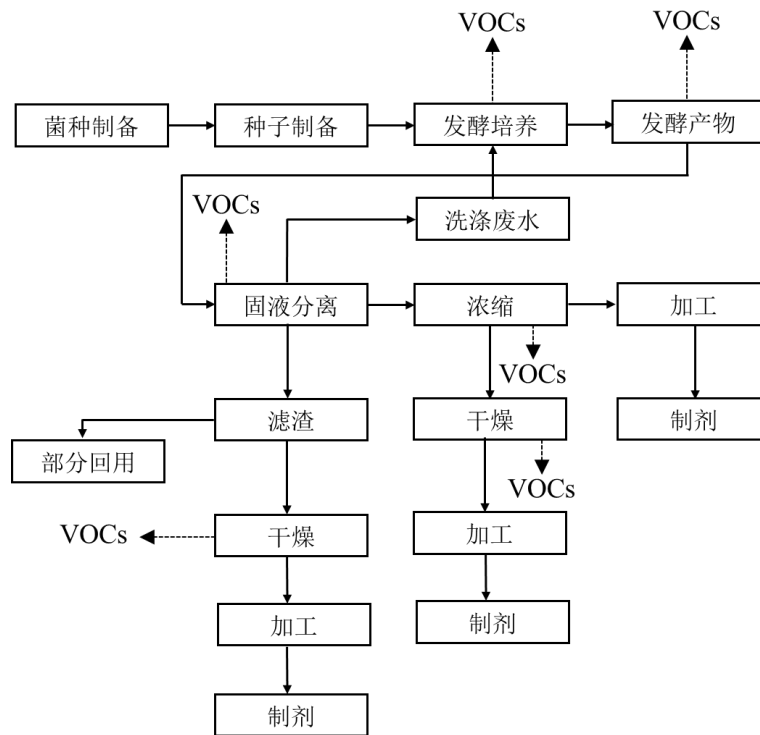 VOCs
VOCs
菌种制备
种子制备
发酵培养
发酵产物
VOCs
洗涤废水
固液分离
浓缩
加工
VOCs
滤渣
干燥
制剂
部分回用
VOCs
VOCs
干燥
加工
加工
制剂
制剂